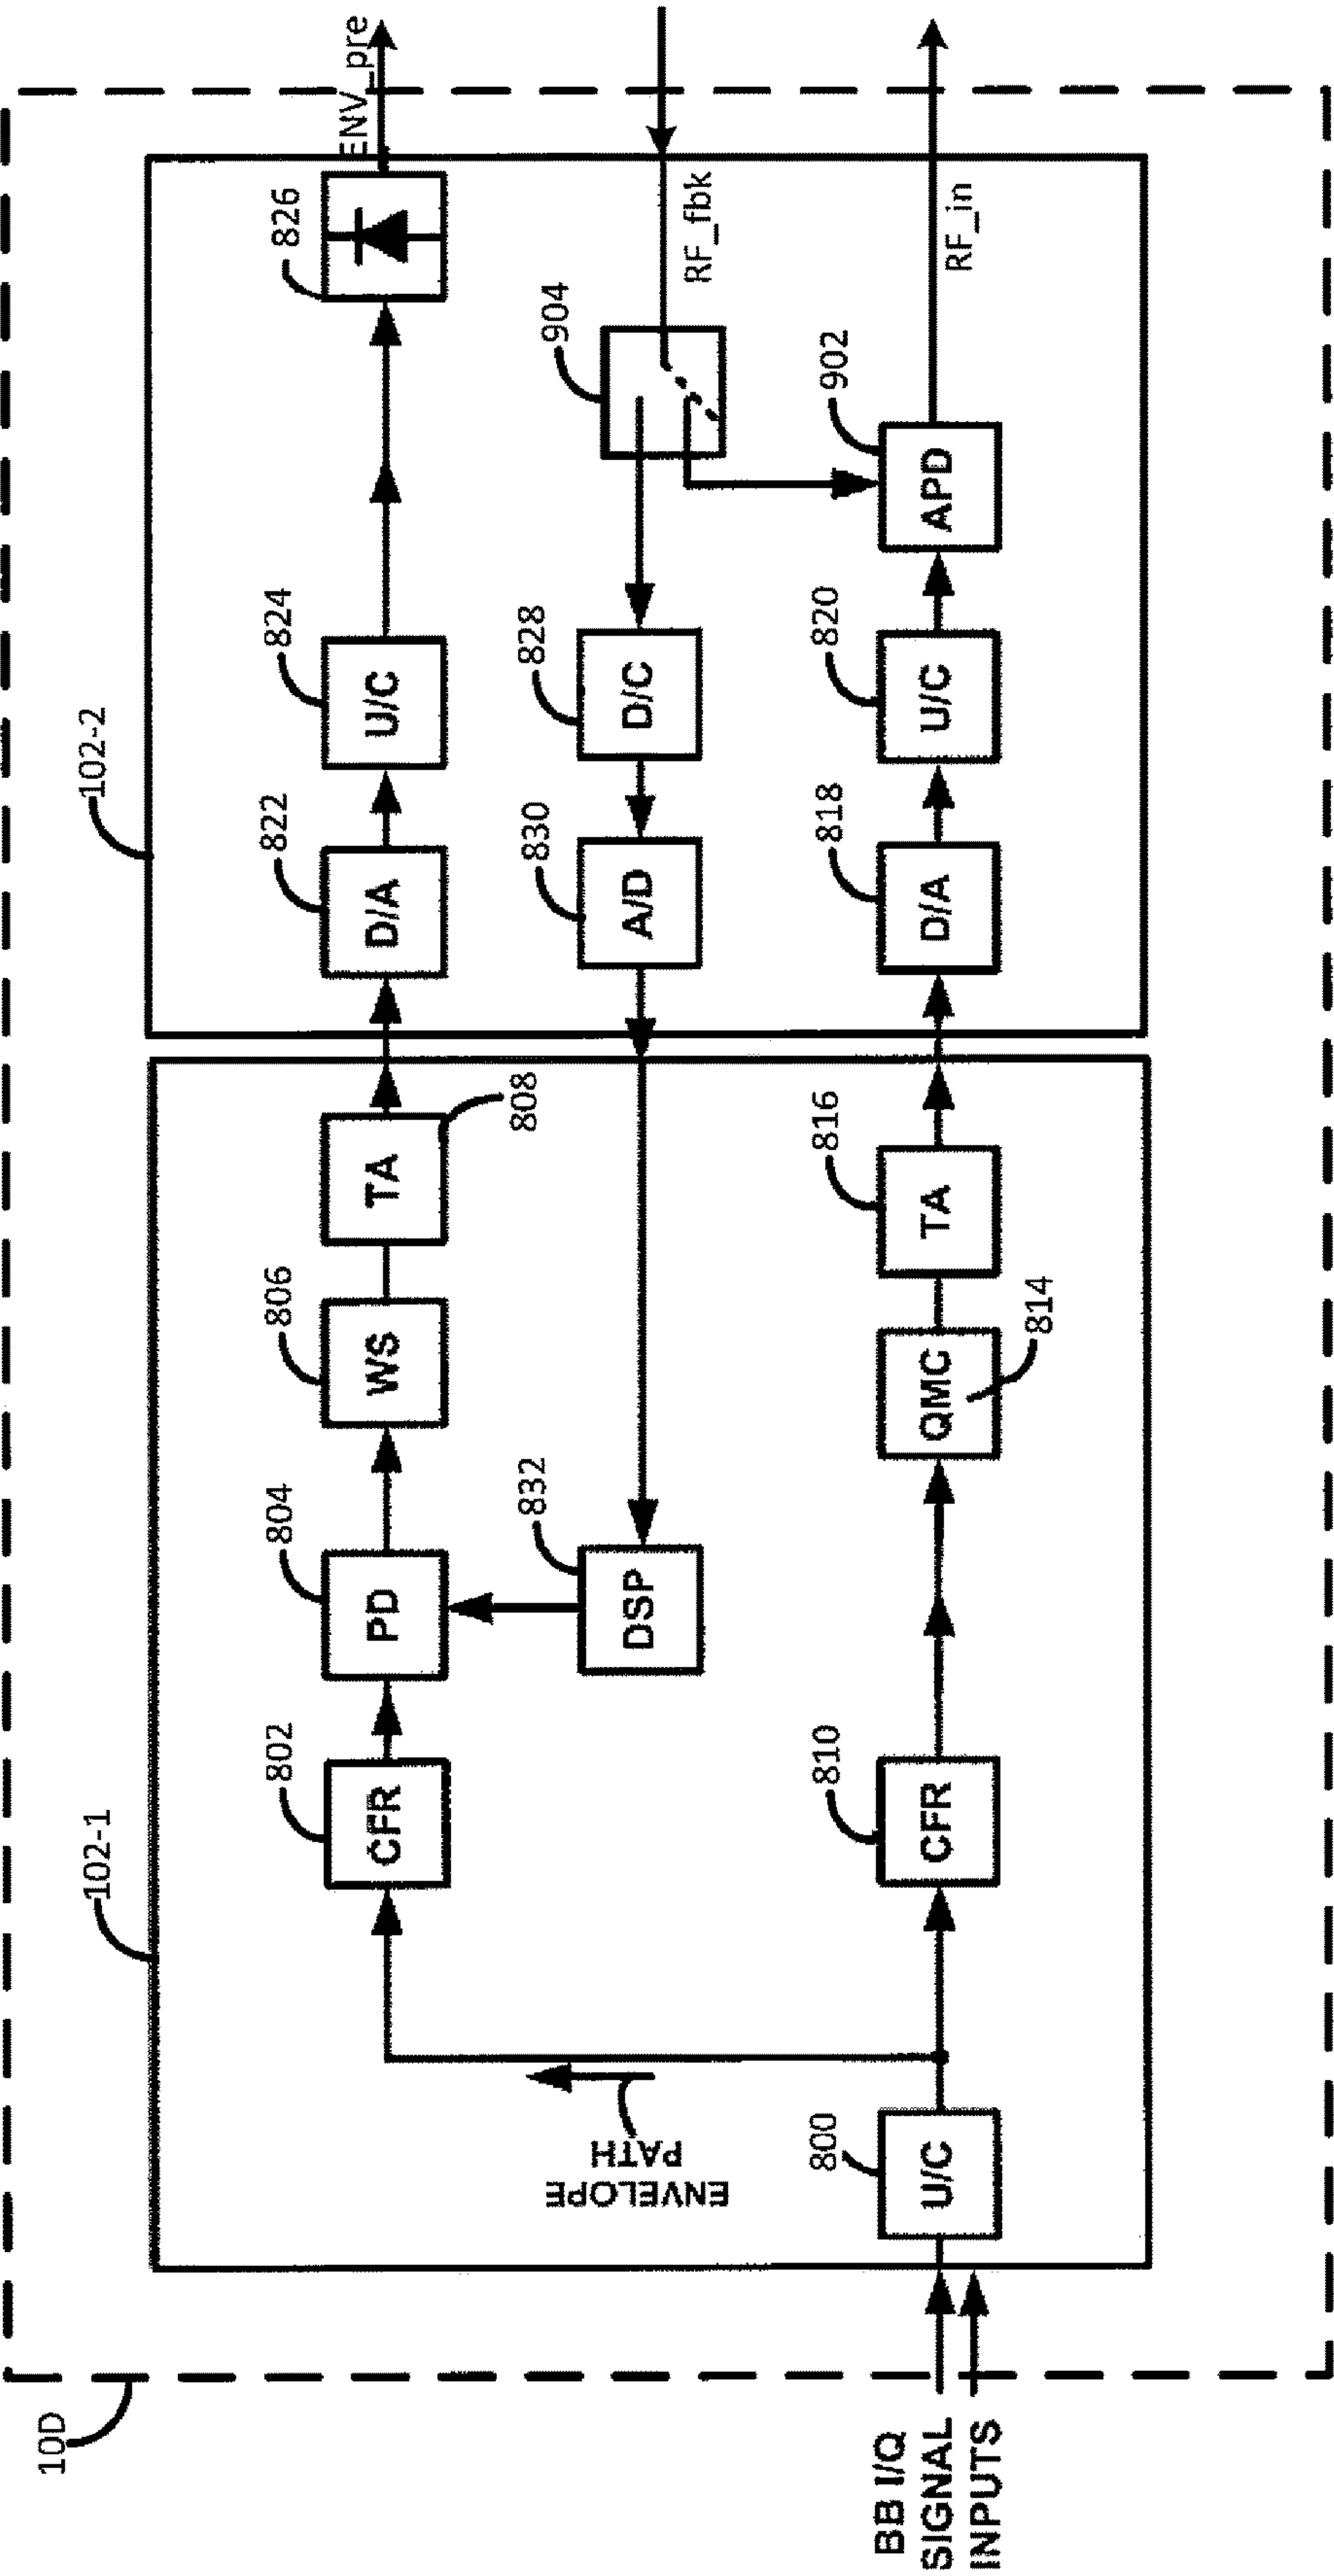 10D
102-1
102-2
802
CFR
804
PD
806
WS
TA
808
822
D/A
824
U/C
826
ENV_pre
ENVELOPE
PATH
832
DSP
830
A/D
828
D/C
904
RF_fbk
BB I/Q
SIGNAL
INPUTS
800
U/C
810
CFR
QMC
814
816
TA
818
D/A
820
U/C
902
APD
RF_in